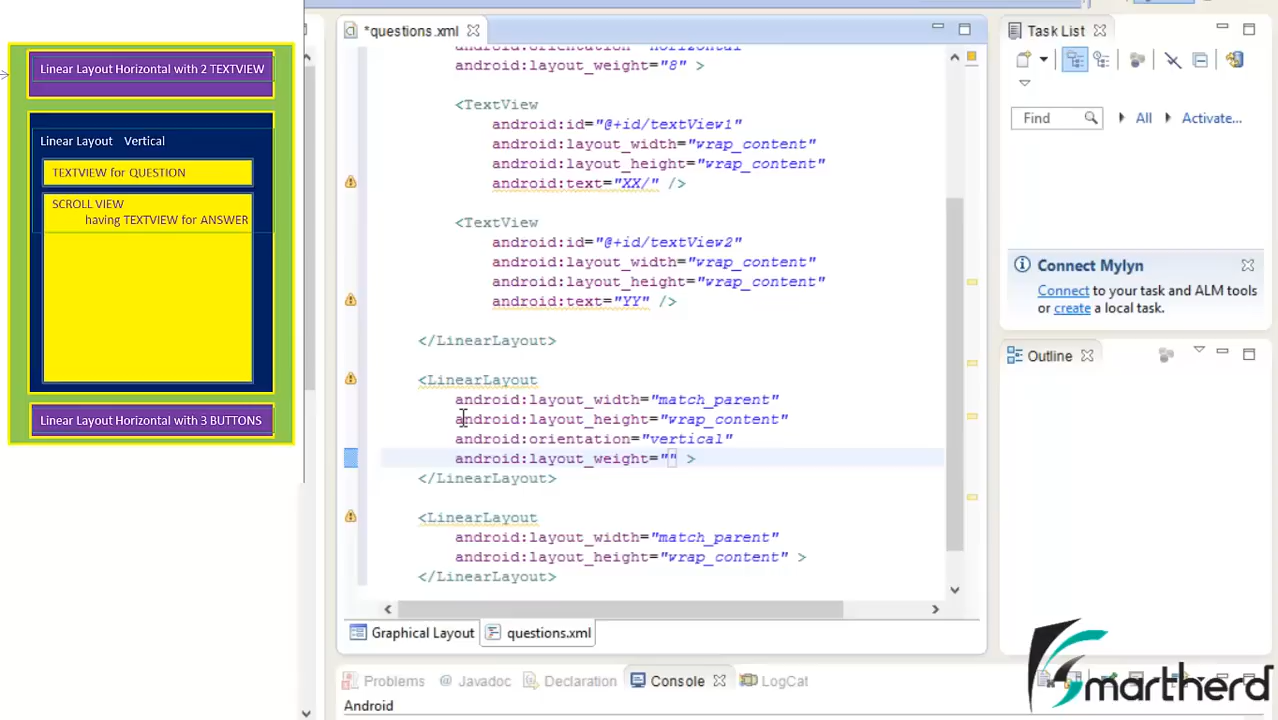 Linear Layout Horizontal with 2 TEXTVIEW
Linear Layout Vertical
TEXTVIEW for QUESTION
SCROLL VIEW
having TEXTVIEW for ANSWER
Linear Layout Horizontal with 3 BUTTONS
*questions.xml
android:orientation="horizontal"
android:layout_weight="8" >
<TextView
android:id="@+id/textView1"
android:layout_width="wrap_content"
android:layout_height="wrap_content"
android:text="XX/" />
<TextView
android:id="@+id/textView2"
android:layout_width="wrap_content"
android:layout_height="wrap_content"
android:text="YY" />
</LinearLayout>
<LinearLayout
android:layout_width="match_parent"
android:layout_height="wrap_content"
android:orientation="vertical"
android:layout_weight="" >
</LinearLayout>
<LinearLayout
android:layout_width="match_parent"
android:layout_height="wrap_content" >
</LinearLayout>
Graphical Layout
questions.xml
Problems
@ Javadoc
Declaration
Console
LogCat
Android
Task List
Find
All
Activate...
Connect Mylyn
Connect to your task and ALM tools
or create a local task.
Outline
Smartherd